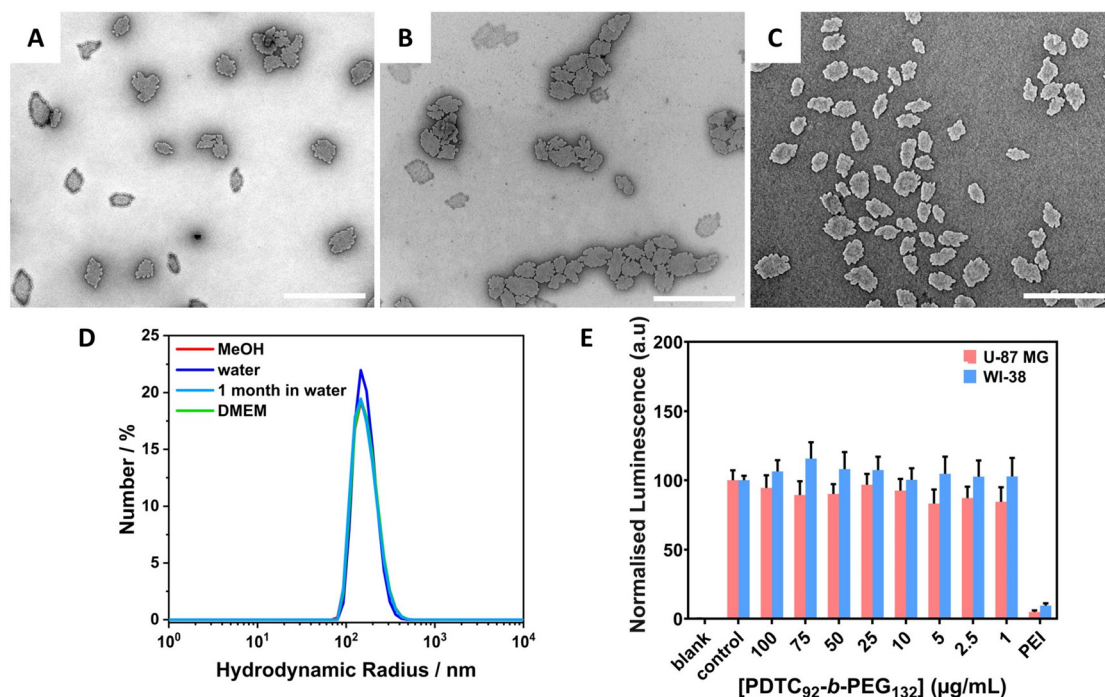 A
B
C
D
25
20
15
10
5
0
Number / %
MeOH
water
1 month in water
DMEM
10⁰
10¹
10²
10³
10⁴
Hydrodynamic Radius / nm
E
200
150
100
50
0
Normalised Luminescence (a.u)
U-87 MG
WI-38
blank
control
100
75
50
25
10
5
2.5
1
PEI
[PDTC₉₂-b-PEG₁₃₂] (µg/mL)